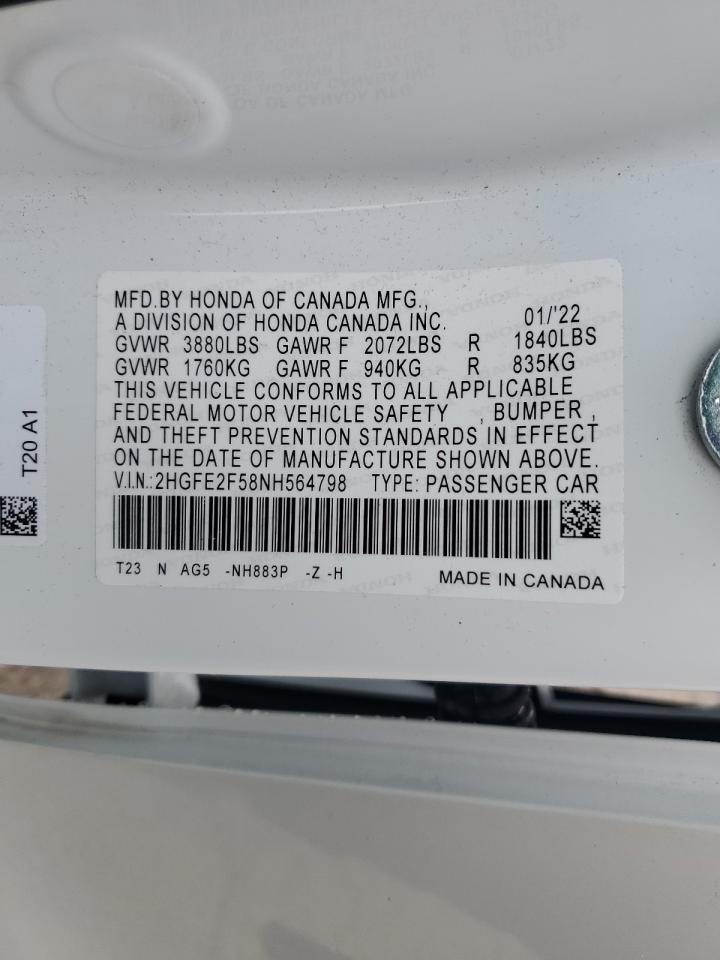 MFD.BY HONDA OF CANADA MFG.,
A DIVISION OF HONDA CANADA INC. 01/'22
GVWR 3880LBS GAWR F 2072LBS R 1840LBS
GVWR 1760KG GAWR F 940KG R 835KG
THIS VEHICLE CONFORMS TO ALL APPLICABLE
FEDERAL MOTOR VEHICLE SAFETY , BUMPER ,
AND THEFT PREVENTION STANDARDS IN EFFECT
ON THE DATE OF MANUFACTURE SHOWN ABOVE.
V.I.N.:2HGFE2F58NH564798 TYPE: PASSENGER CAR
T23 N AG5 -NH883P -Z -H MADE IN CANADA
T20 A1